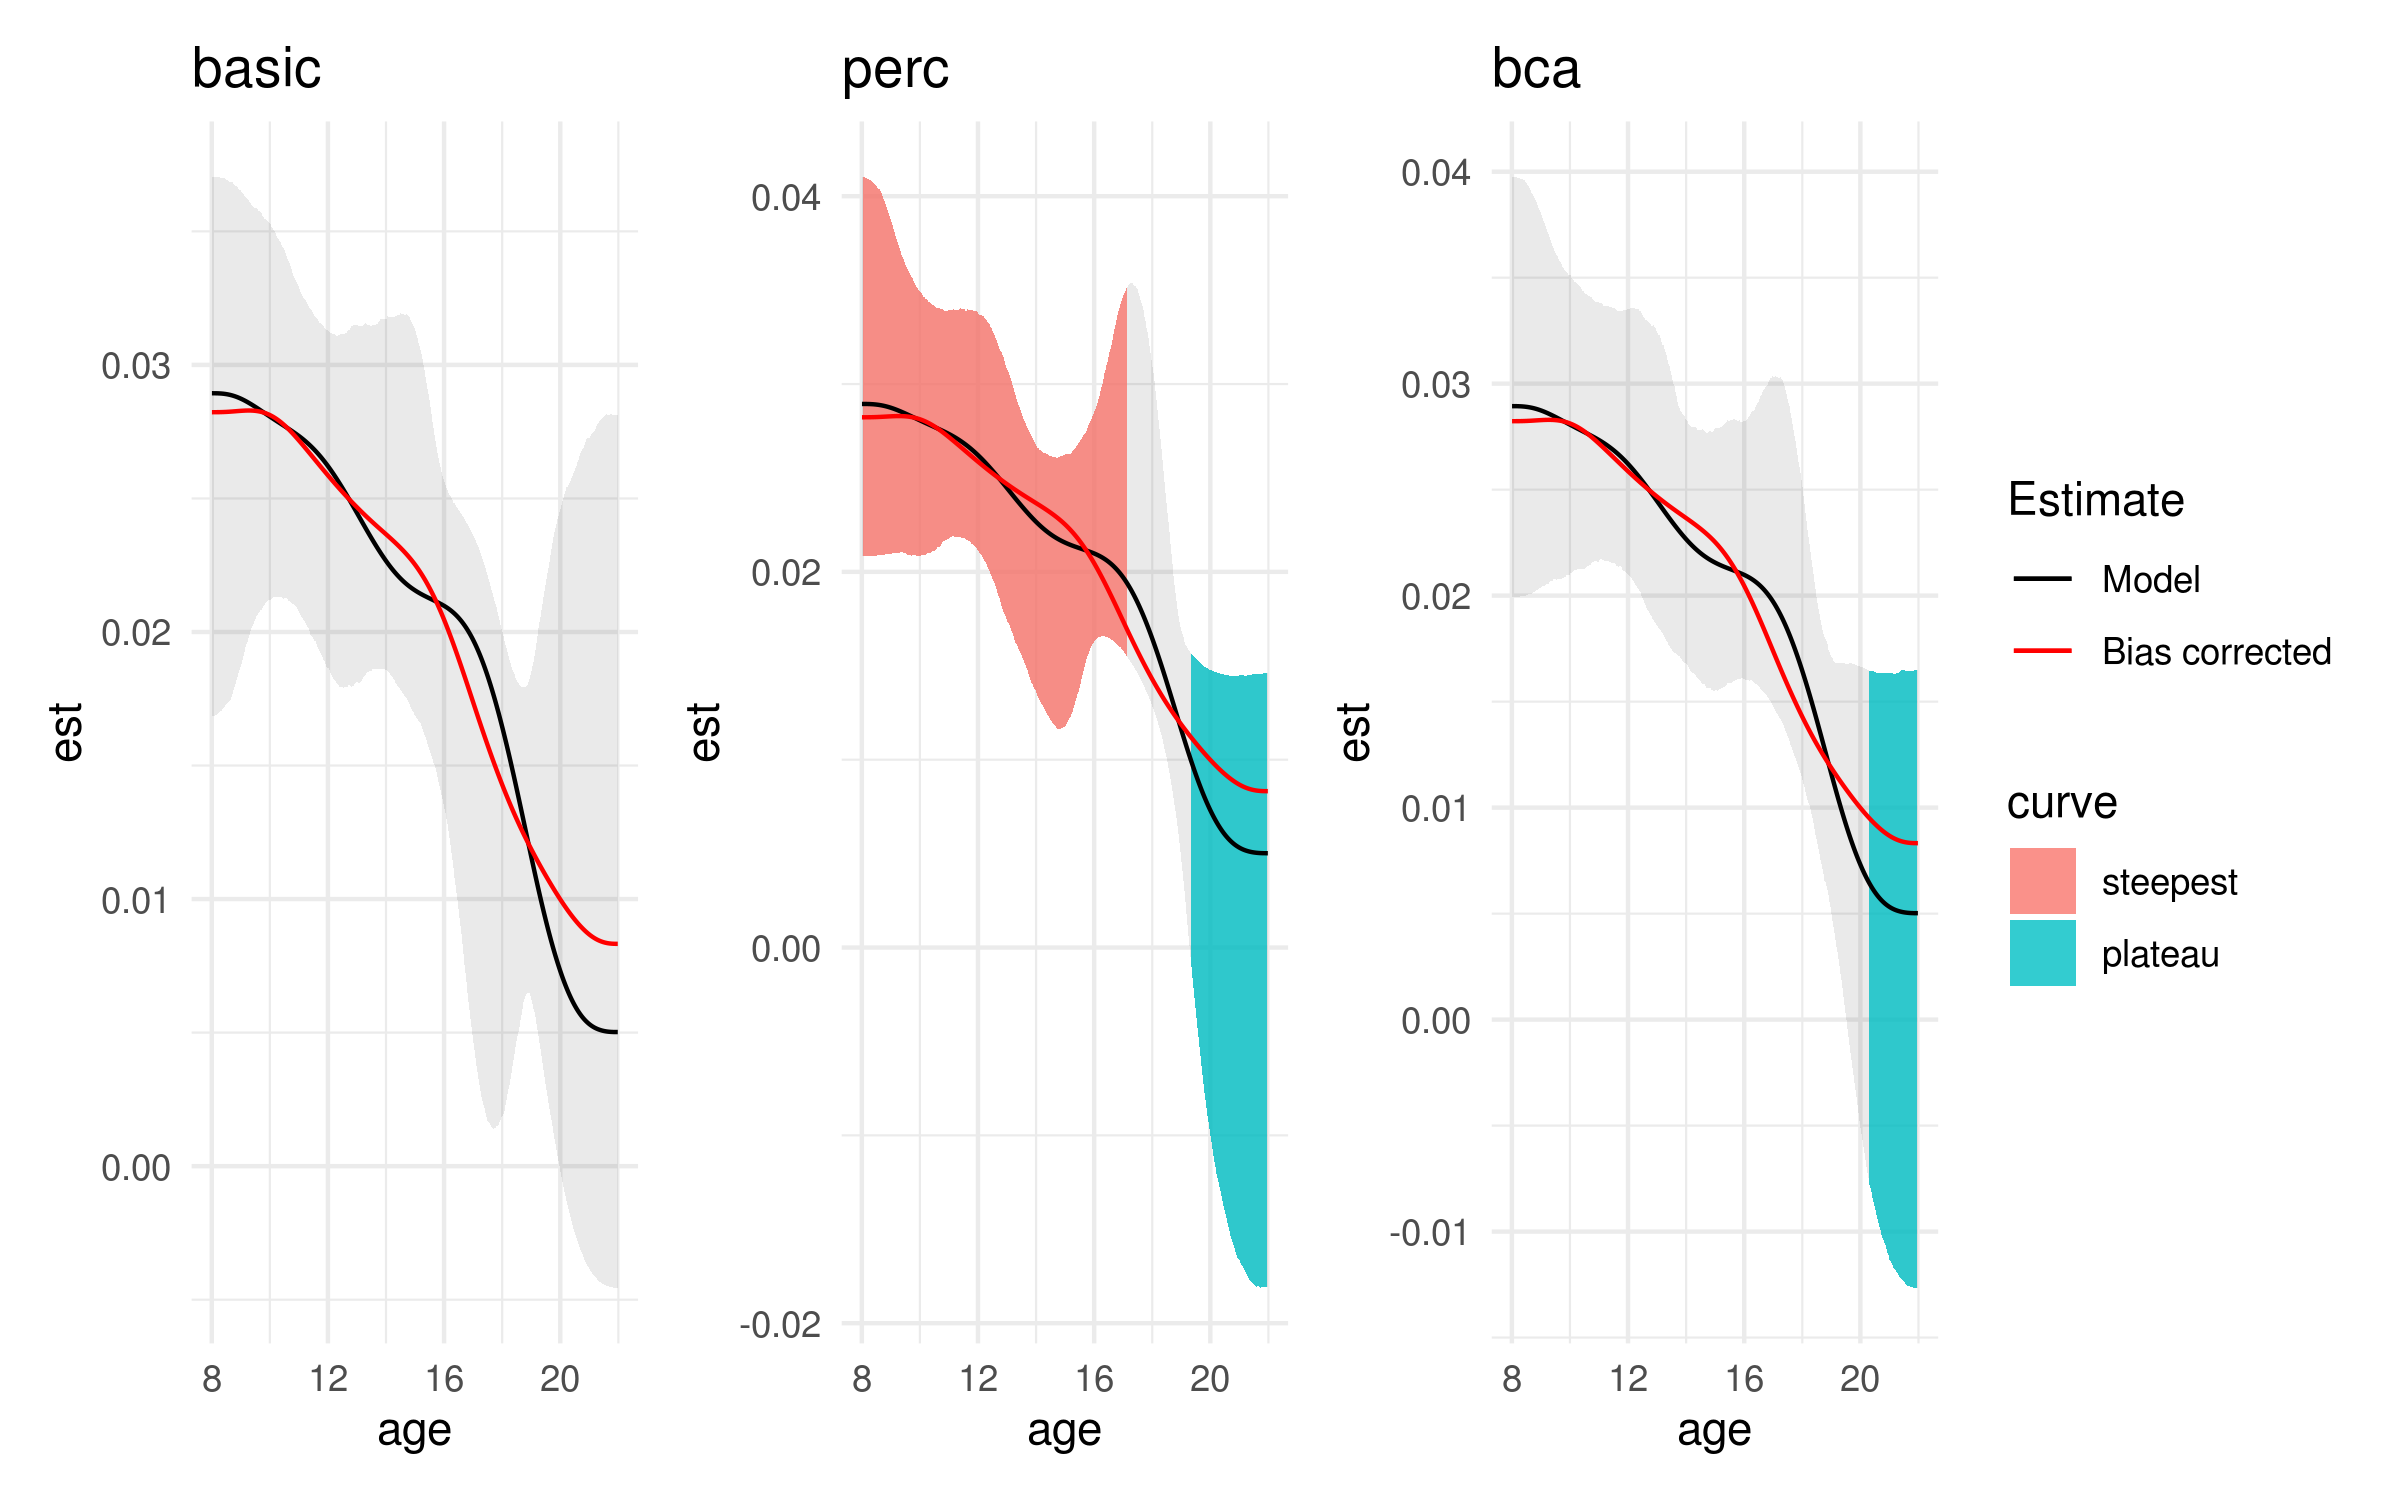 basic
perc
bca
0.03
0.02
0.01
0.00
est
8 12 16 20
age
0.04
0.02
0.00
-0.02
est
8 12 16 20
age
0.04
0.03
0.02
0.01
0.00
-0.01
est
8 12 16 20
age
Estimate
Model
Bias corrected
curve
steepest
plateau